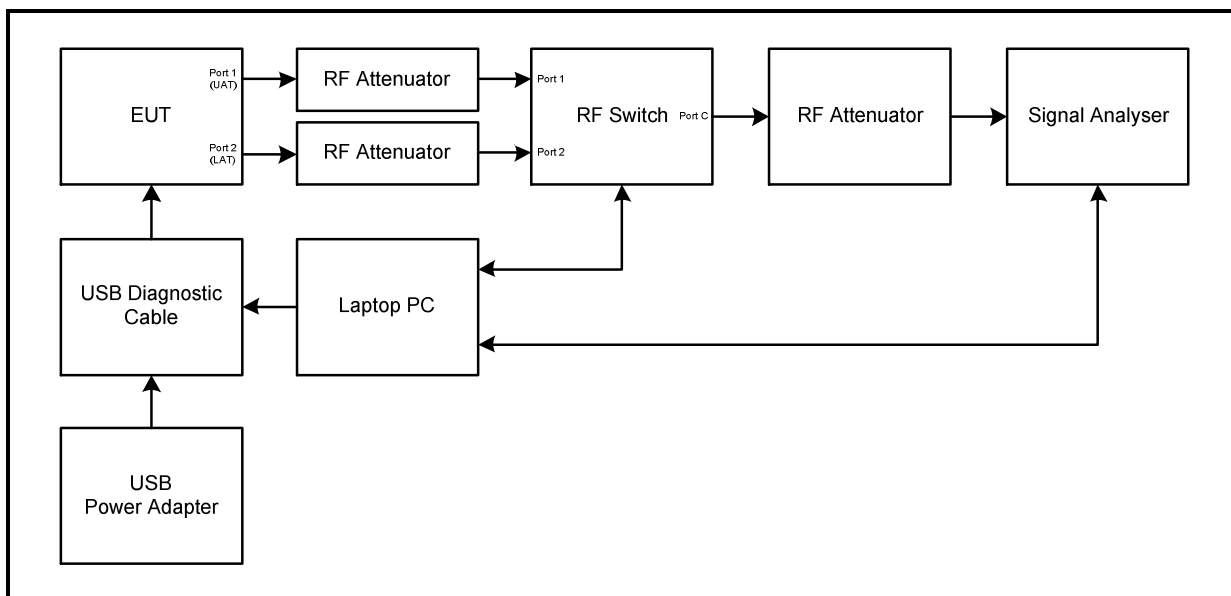 EUT
Port 1
(UAT)
Port 2
(LAT)
RF Attenuator
RF Attenuator
Port 1
Port 2
RF Switch
Port C
RF Attenuator
Signal Analyser
USB Diagnostic
Cable
Laptop PC
USB
Power Adapter